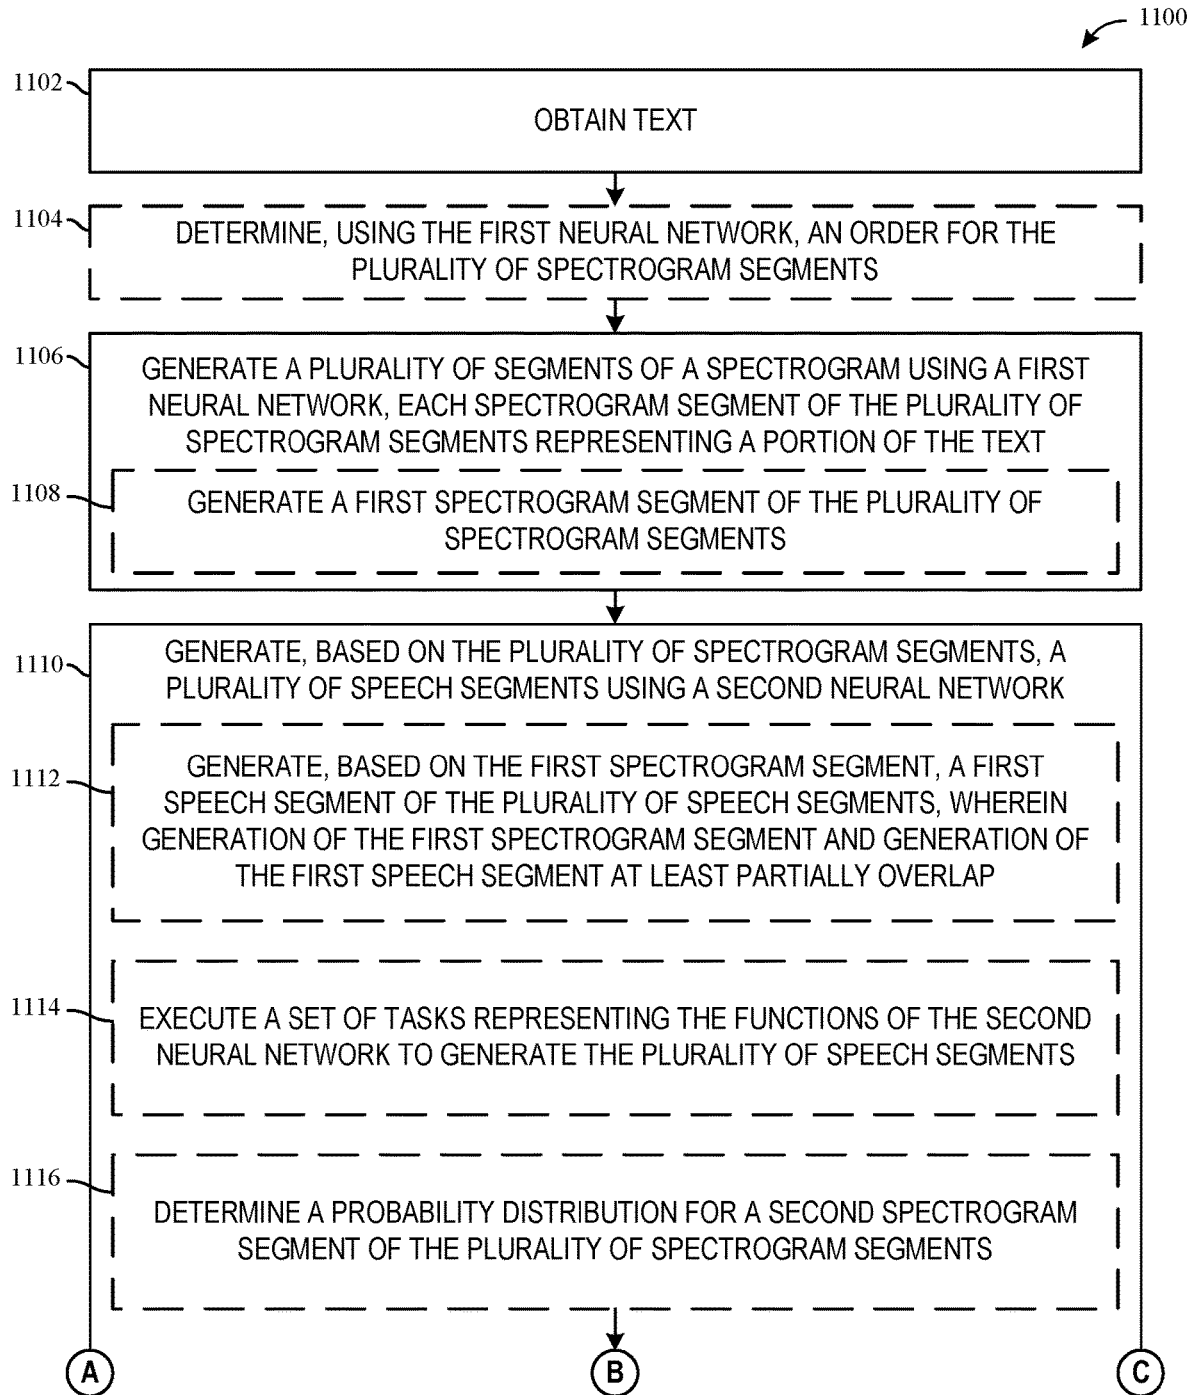 1100
1102
OBTAIN TEXT
1104
DETERMINE, USING THE FIRST NEURAL NETWORK, AN ORDER FOR THE
PLURALITY OF SPECTROGRAM SEGMENTS
1106
GENERATE A PLURALITY OF SEGMENTS OF A SPECTROGRAM USING A FIRST
NEURAL NETWORK, EACH SPECTROGRAM SEGMENT OF THE PLURALITY OF
SPECTROGRAM SEGMENTS REPRESENTING A PORTION OF THE TEXT
1108
GENERATE A FIRST SPECTROGRAM SEGMENT OF THE PLURALITY OF
SPECTROGRAM SEGMENTS
1110
GENERATE, BASED ON THE PLURALITY OF SPECTROGRAM SEGMENTS, A
PLURALITY OF SPEECH SEGMENTS USING A SECOND NEURAL NETWORK
1112
GENERATE, BASED ON THE FIRST SPECTROGRAM SEGMENT, A FIRST
SPEECH SEGMENT OF THE PLURALITY OF SPEECH SEGMENTS, WHEREIN
GENERATION OF THE FIRST SPECTROGRAM SEGMENT AND GENERATION OF
THE FIRST SPEECH SEGMENT AT LEAST PARTIALLY OVERLAP
1114
EXECUTE A SET OF TASKS REPRESENTING THE FUNCTIONS OF THE SECOND
NEURAL NETWORK TO GENERATE THE PLURALITY OF SPEECH SEGMENTS
1116
DETERMINE A PROBABILITY DISTRIBUTION FOR A SECOND SPECTROGRAM
SEGMENT OF THE PLURALITY OF SPECTROGRAM SEGMENTS
A
B
C